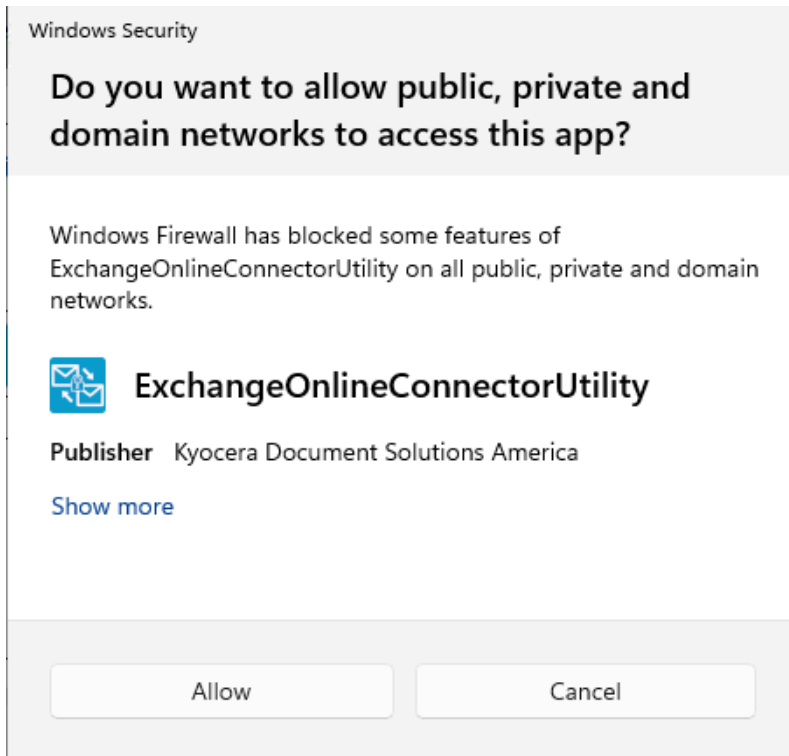 Windows Security
Do you want to allow public, private and
domain networks to access this app?
Windows Firewall has blocked some features of
ExchangeOnlineConnectorUtility on all public, private and domain
networks.
ExchangeOnlineConnectorUtility
Publisher Kyocera Document Solutions America
Show more
Allow Cancel